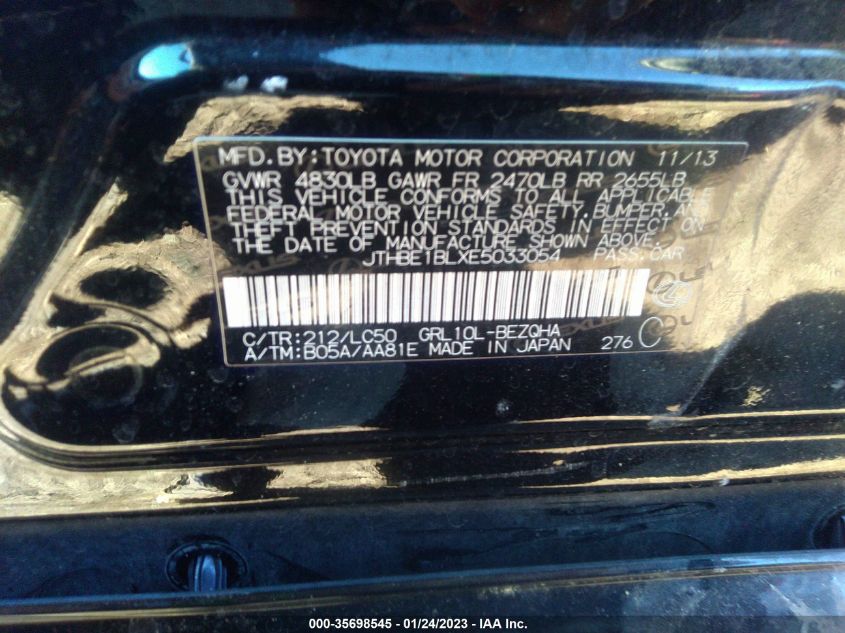 MFD.BY:TOYOTA MOTOR CORPORATION 11/13
GVWR 4830LB GAWR FR 2470LB RR 2655LB
THIS VEHICLE CONFORMS TO ALL APPLICABLE
FEDERAL MOTOR VEHICLE SAFETY,BUMPER,AND
THEFT PREVENTION STANDARDS IN EFFECT ON
THE DATE OF MANUFACTURE SHOWN ABOVE.
JTHBE1BLXE5033054 PASS.CAR
C/TR:212/LC50 GRL10L-BEZQHA
A/TM:B05A/AA81E MADE IN JAPAN 276 C
000-35698545 - 01/24/2023 - IAA Inc.